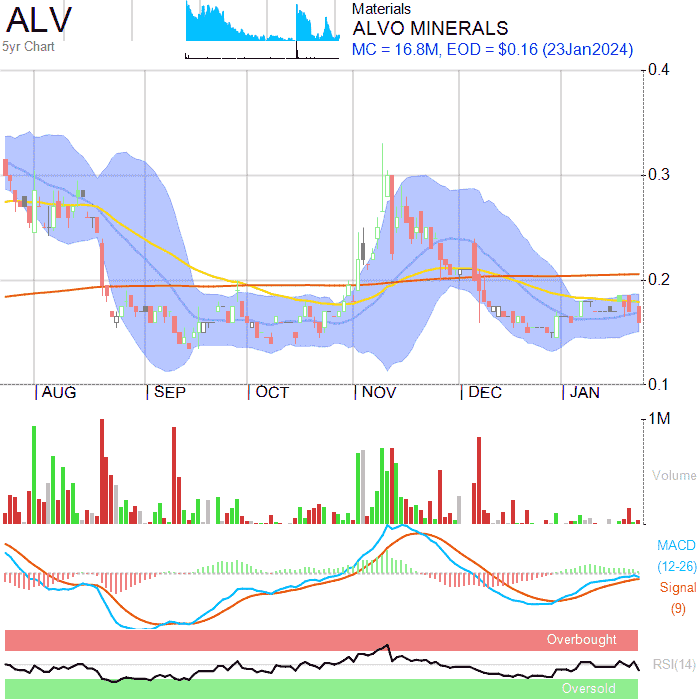 ALV
5yr Chart
Materials
ALVO MINERALS
MC = 16.8M, EOD = $0.16 (23Jan2024)
0.4
0.3
0.2
0.1
AUG SEP OCT NOV DEC JAN
1M
Volume
MACD
(12-26)
Signal
(9)
Overbought
RSI(14)
Oversold